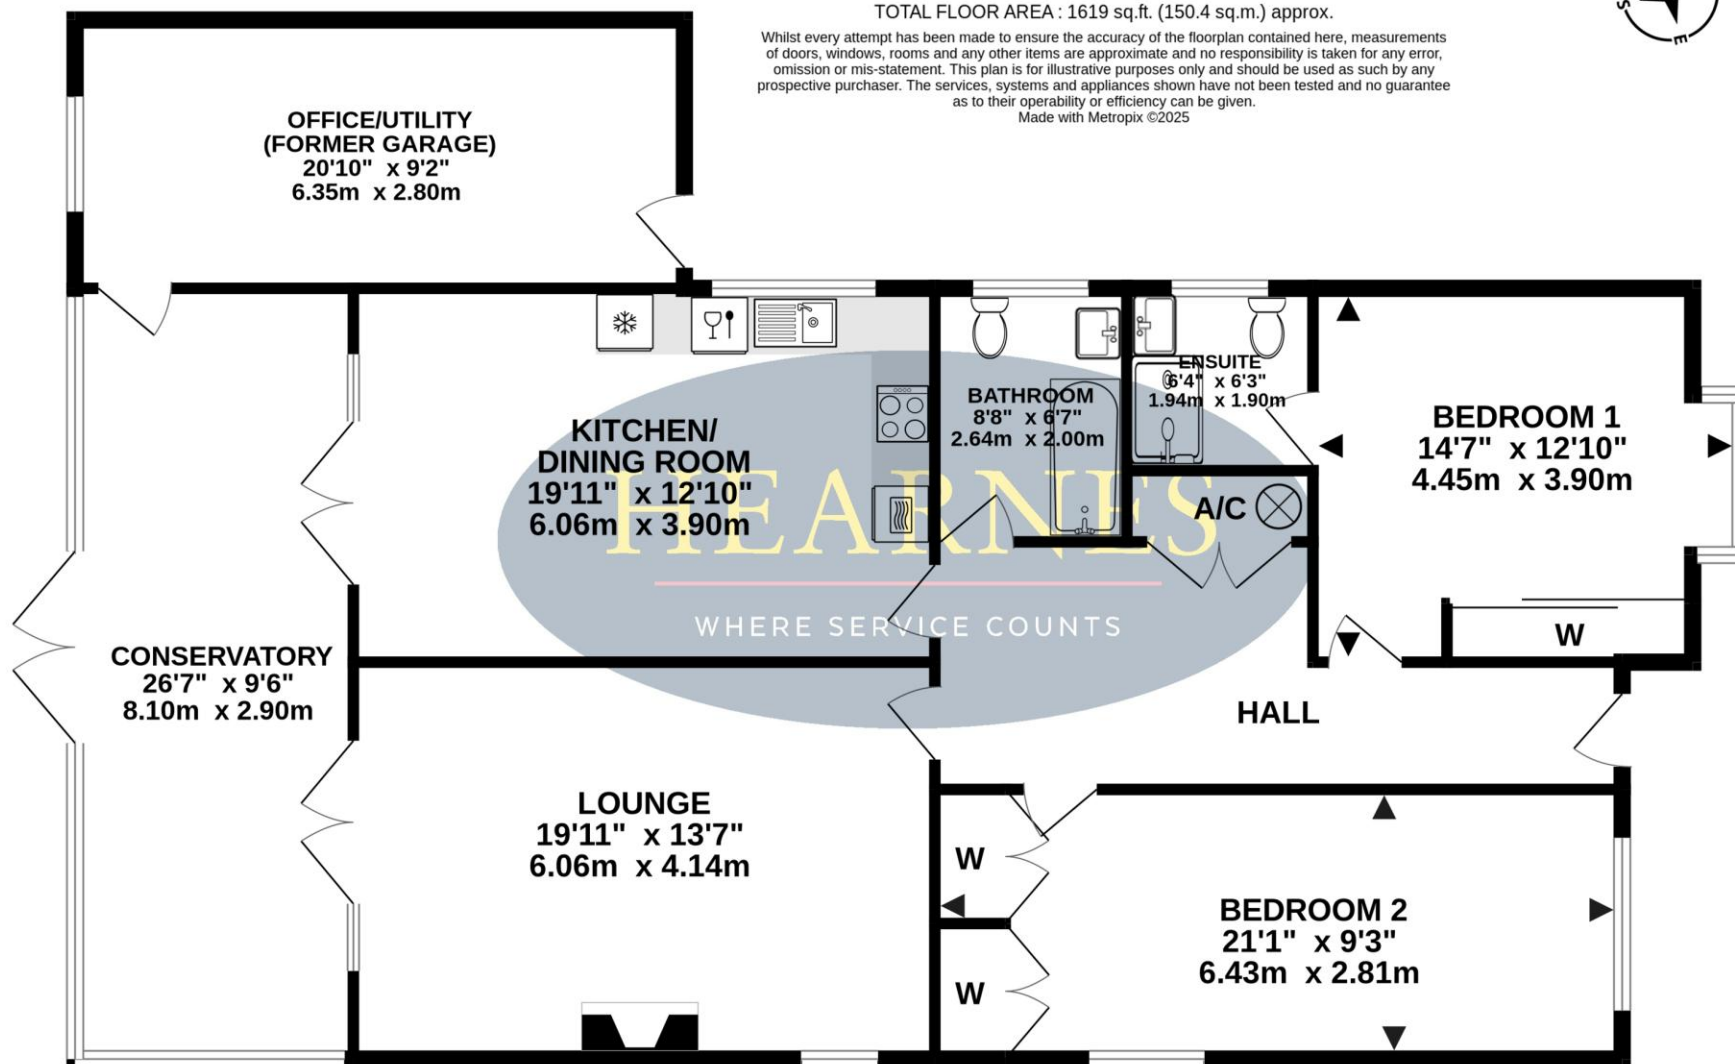 TOTAL FLOOR AREA : 1619 sq.ft. (150.4 sq.m.) approx.
Whilst every attempt has been made to ensure the accuracy of the floorplan contained here, measurements
of doors, windows, rooms and any other items are approximate and no responsibility is taken for any error,
omission or mis-statement. This plan is for illustrative purposes only and should be used as such by any
prospective purchaser. The services, systems and appliances shown have not been tested and no guarantee
as to their operability or efficiency can be given.
Made with Metropix ©2025
S
E
OFFICE/UTILITY
(FORMER GARAGE)
20'10" x 9'2"
6.35m x 2.80m
KITCHEN/
DINING ROOM
19'11" x 12'10"
6.06m x 3.90m
BATHROOM
8'8" x 6'7"
2.64m x 2.00m
ENSUITE
6'4" x 6'3"
1.94m x 1.90m
BEDROOM 1
14'7" x 12'10"
4.45m x 3.90m
A/C
W
HEARNES
WHERE SERVICE COUNTS
CONSERVATORY
26'7" x 9'6"
8.10m x 2.90m
HALL
LOUNGE
19'11" x 13'7"
6.06m x 4.14m
W
W
BEDROOM 2
21'1" x 9'3"
6.43m x 2.81m